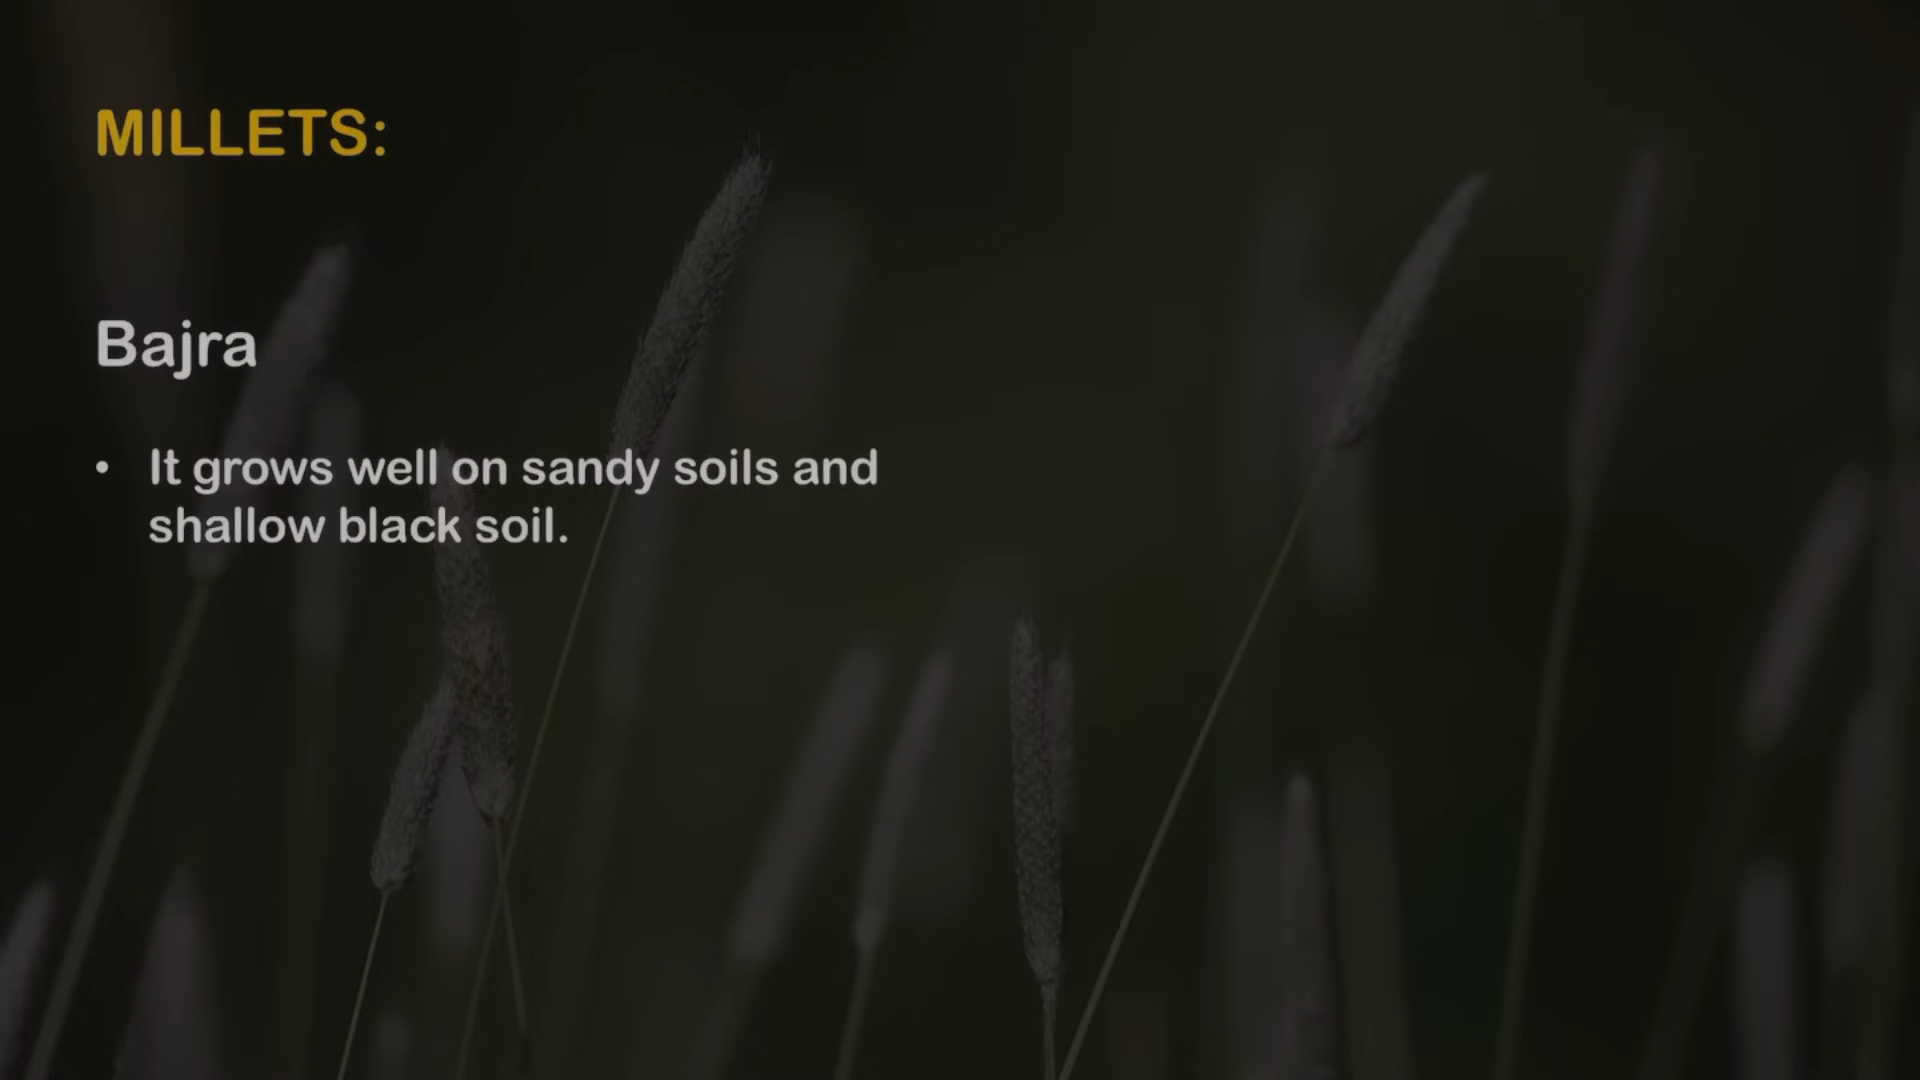 MILLETS:
Bajra
• It grows well on sandy soils and
shallow black soil.